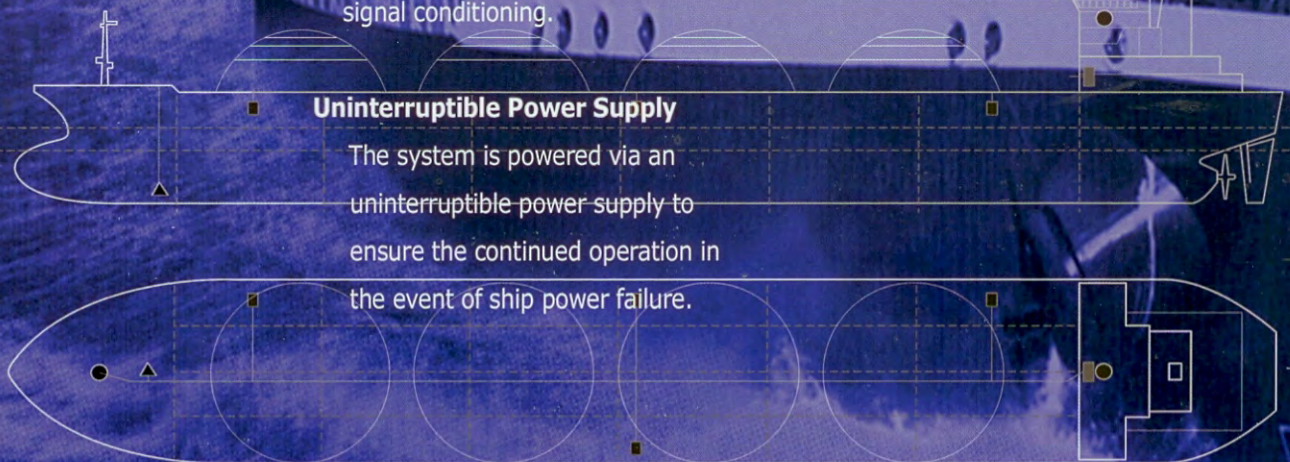 signal conditioning.
Uninterruptible Power Supply
The system is powered via an
uninterruptible power supply to
ensure the continued operation in
the event of ship power failure.